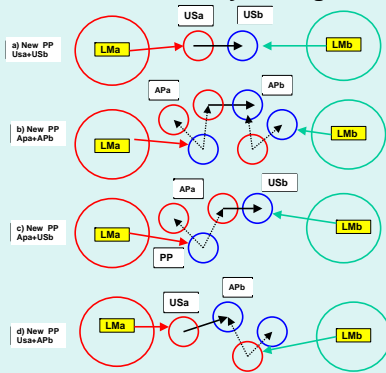 USa
USb
a) New PP
Usa+USb
LMa
LMb
APa
APb
b) New PP
Apa+APb
LMa
LMb
APa
USb
c) New PP
Apa+USb
LMa
LMb
PP
USa
APb
d) New PP
Usa+APb
LMa
LMb